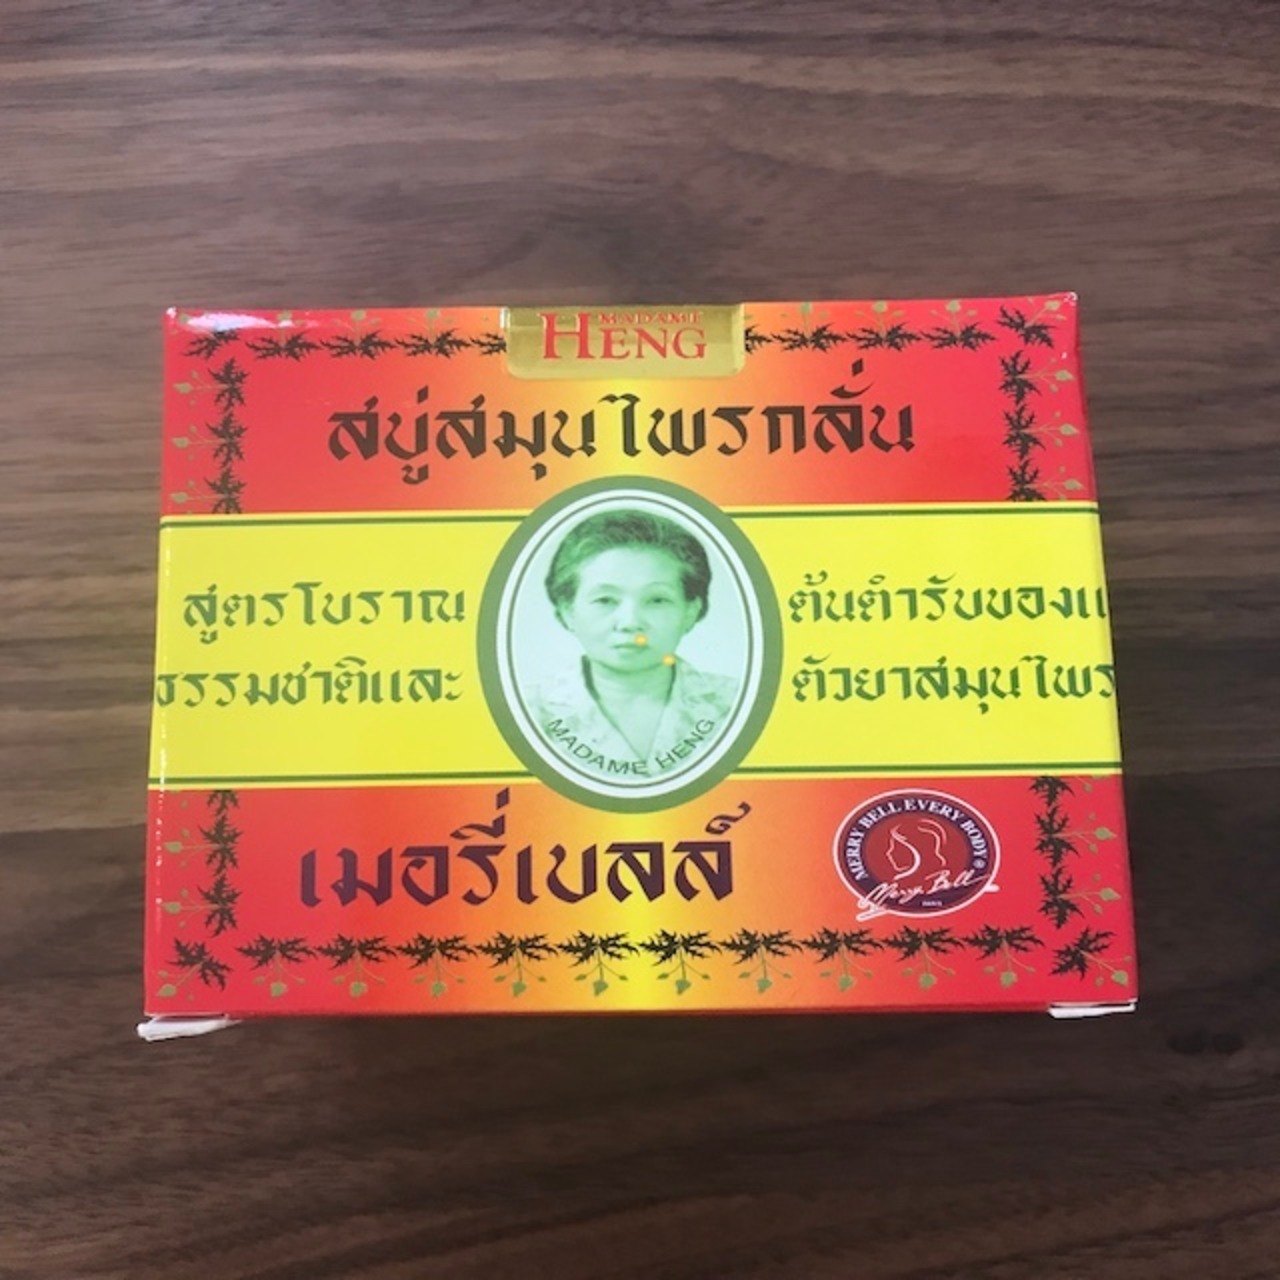 MADAME
HENG
สบู่สมุนไพรกลั่น
สูตรโบราณ
ต้นตำรับของแ
ธรรมชาติและ
ตัวยาสมุนไพร
MADAME HENG
เมอรี่เบลล์
MERRY BELL EVERY BODY®
Merry Bell
PARIS